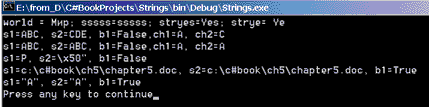 E:\from_D\C#BookProjects\Strings\bin\Debug\Strings.exe
world = Мир; sssss=sssss; stryes=Yes; strye= Ye
s1=ABC, s2=CDE, b1=False,ch1=A, ch2=C
s1=ABC, s2=ABC, b1=False,ch1=A, ch2=A
s1=P, s2=\x50", b1=False
s1=c:\c#book\ch5\chapter5.doc, s2=c:\c#book\ch5\chapter5.doc, b1=True
s1="A", s2="A", b1=True
Press any key to continue_